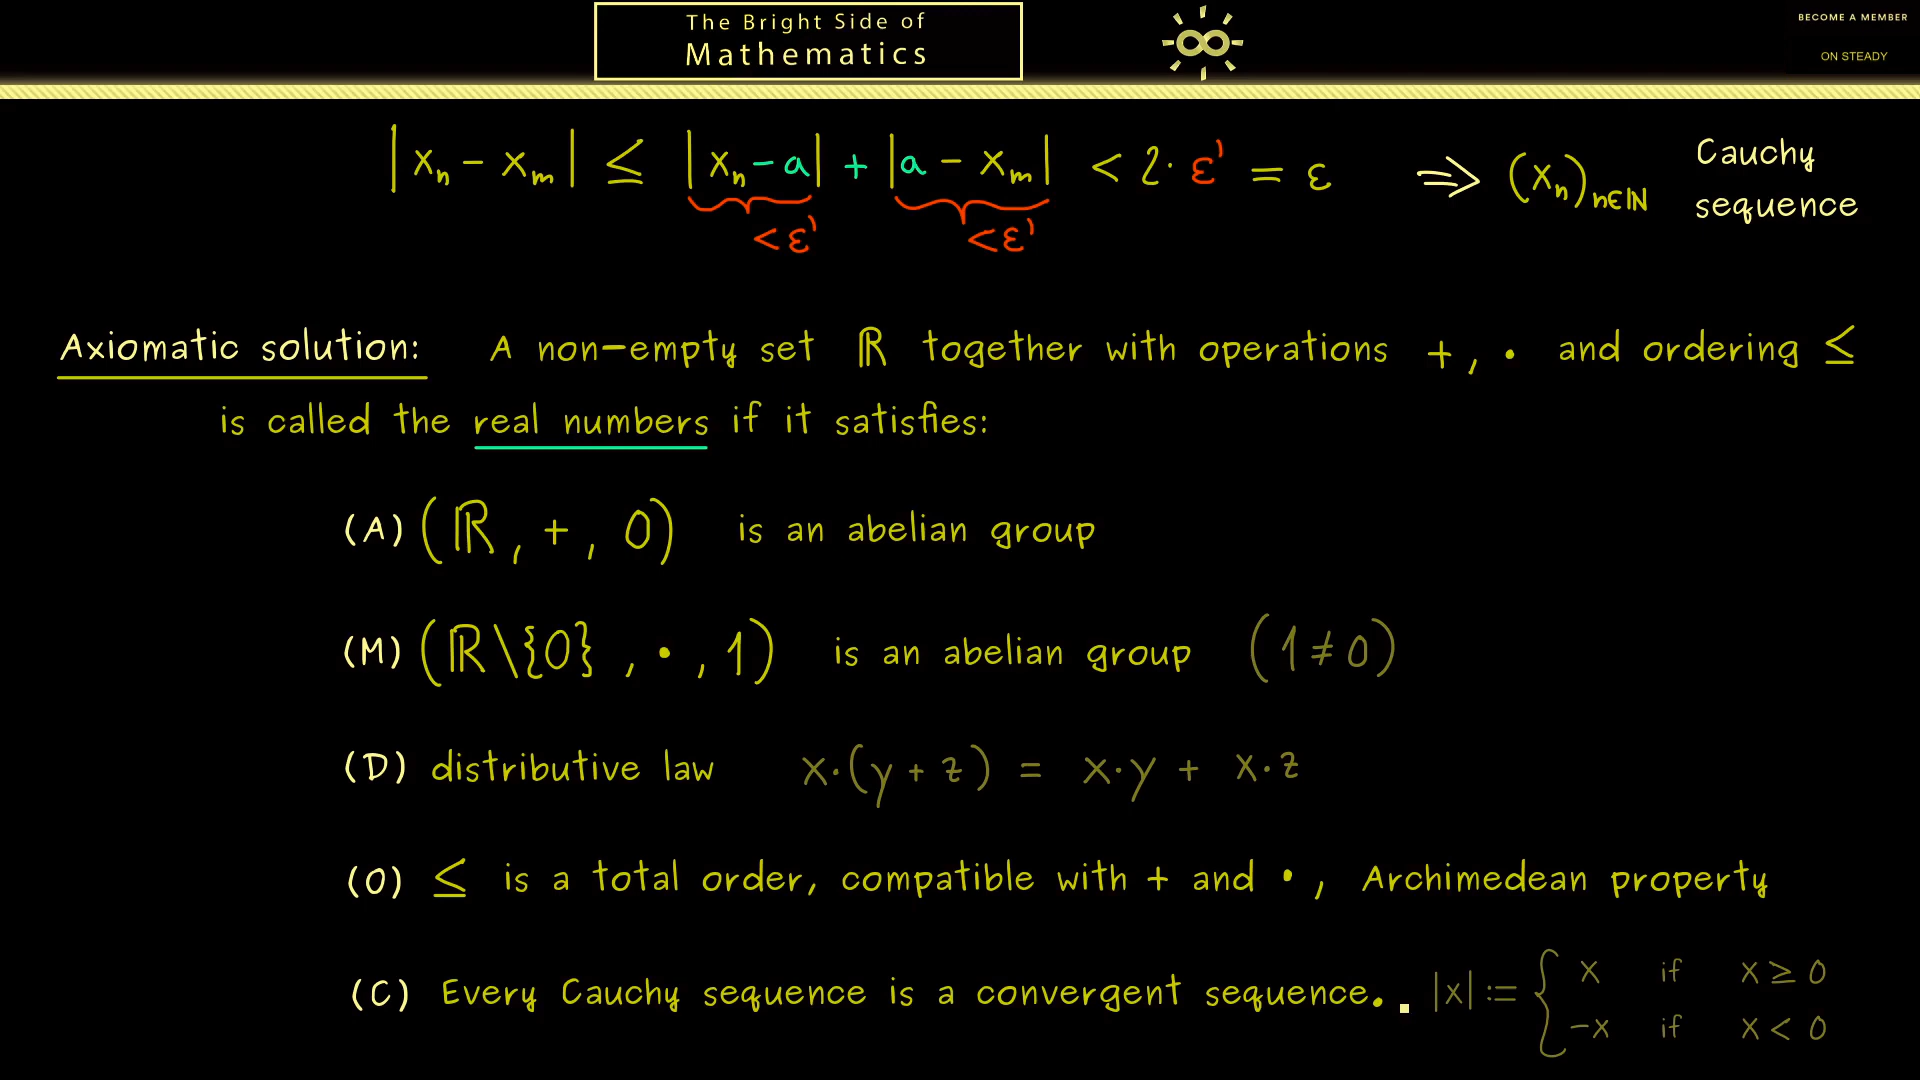 The Bright Side of
Mathematics
BECOME A MEMBER
ON STEADY
|xₙ - xₘ| ≤ |xₙ - a| + |a - xₘ| < 2 · ε' = ε ⇒ (xₙ)ₙ∈ℕ Cauchy sequence
< ε' < ε'
Axiomatic solution: A non-empty set ℝ together with operations +, · and ordering ≤
is called the real numbers if it satisfies:
(A) (ℝ, +, 0) is an abelian group
(M) (ℝ\{0}, ·, 1) is an abelian group (1 ≠ 0)
(D) distributive law x·(y + z) = x·y + x·z
(O) ≤ is a total order, compatible with + and ·, Archimedean property
(C) Every Cauchy sequence is a convergent sequence. |x| := { x if x ≥ 0
-x if x < 0